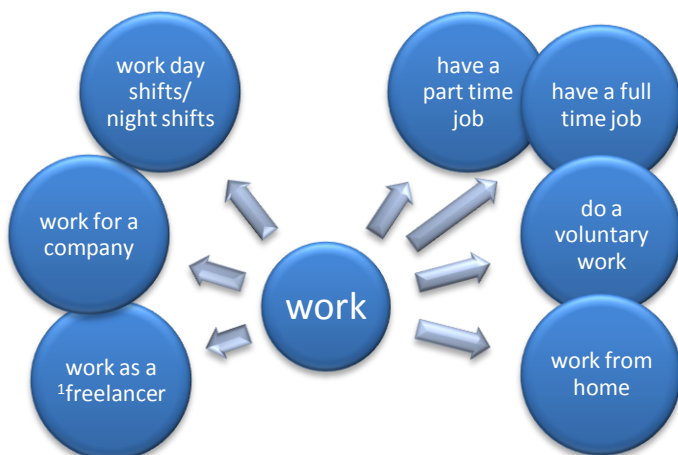 work day
shifts/
night shifts
have a
part time
job
have a full
time job
work for a
company
do a
voluntary
work
work
work as a
¹freelancer
work from
home